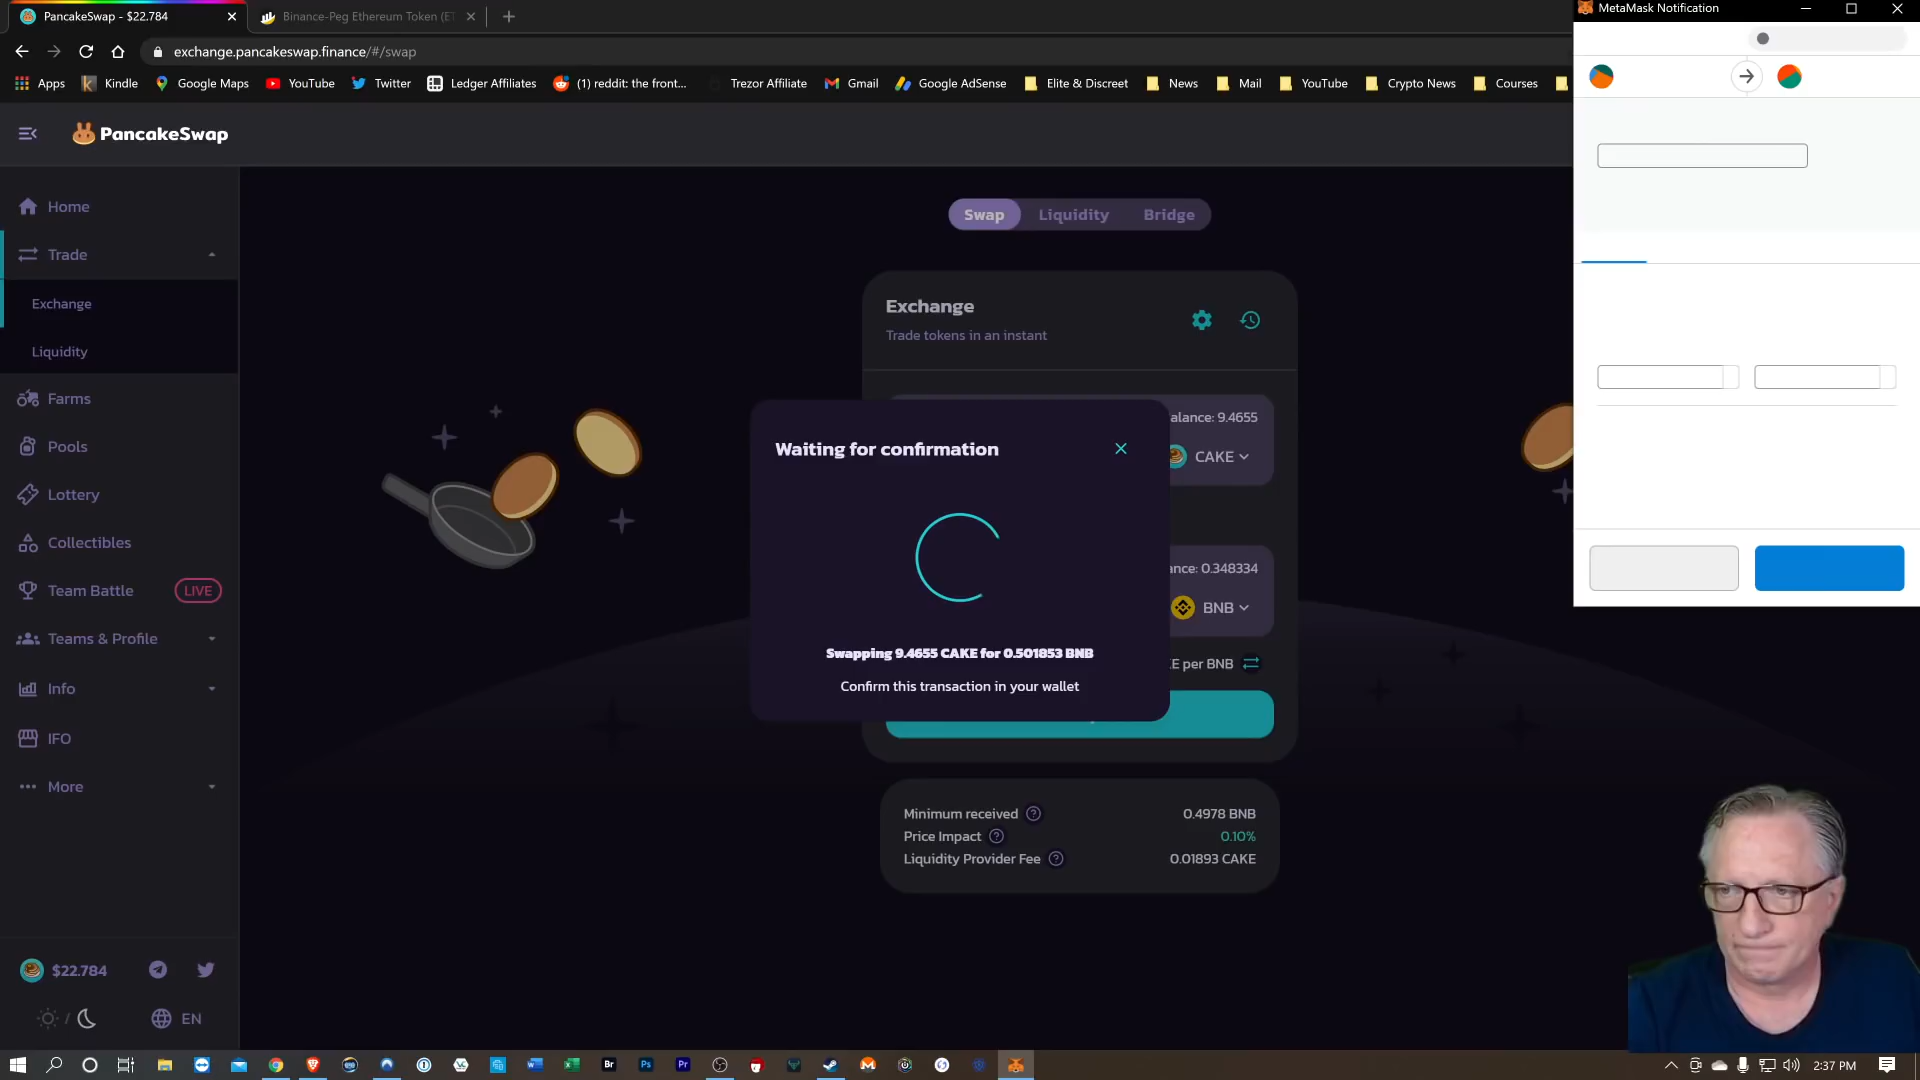 PancakeSwap - $22.784
Binance-Peg Ethereum Token (ET
MetaMask Notification
exchange.pancakeswap.finance/#/swap
Apps
Kindle
Google Maps
YouTube
Twitter
Ledger Affiliates
(1) reddit: the front...
Trezor Affiliate
Gmail
Google AdSense
Elite & Discreet
News
Mail
YouTube
Crypto News
Courses
PancakeSwap
Home
Trade
Exchange
Liquidity
Farms
Pools
Lottery
Collectibles
Team Battle
LIVE
Teams & Profile
Info
IFO
More
$22.784
EN
Swap
Liquidity
Bridge
Exchange
Trade tokens in an instant
alance: 9.4655
CAKE
Waiting for confirmation
ance: 0.348334
BNB
Swapping 9.4655 CAKE for 0.501853 BNB
E per BNB
Confirm this transaction in your wallet
Minimum received
0.4978 BNB
Price Impact
0.10%
Liquidity Provider Fee
0.01893 CAKE
Br
Ps
Pr
2:37 PM